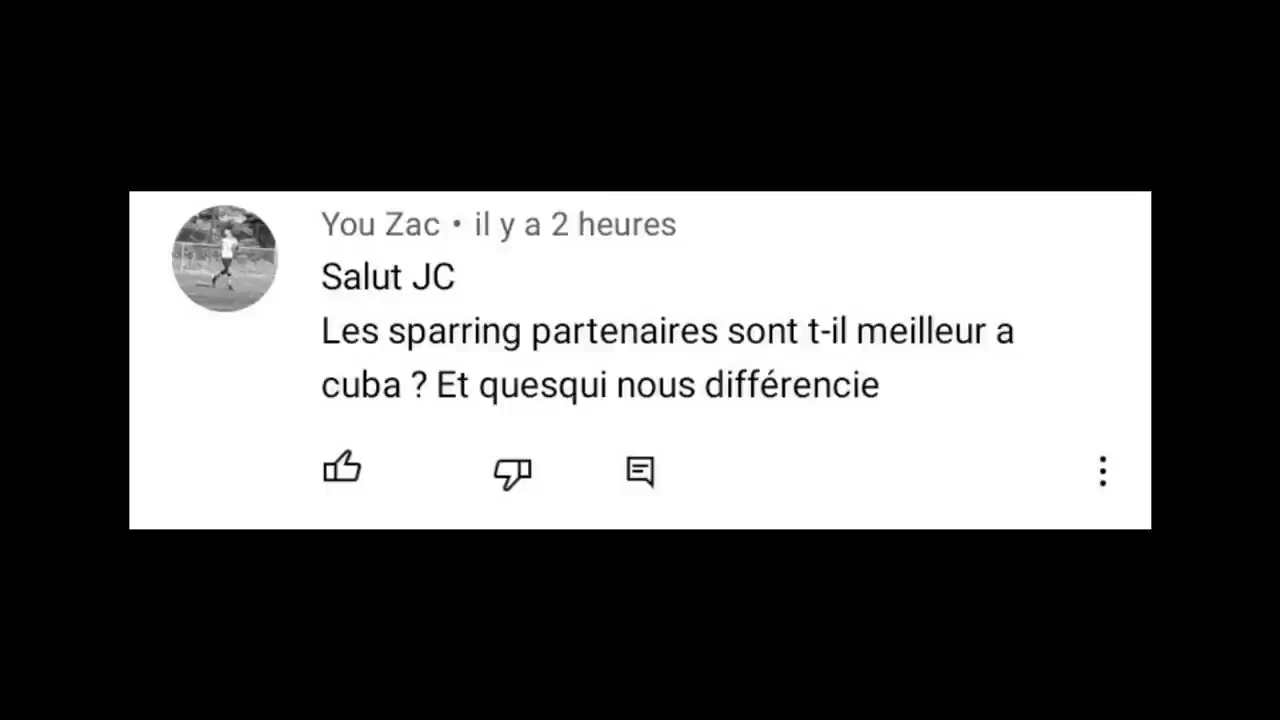 You Zac • il y a 2 heures
Salut JC
Les sparring partenaires sont t-il meilleur a
cuba ? Et quesqui nous différencie